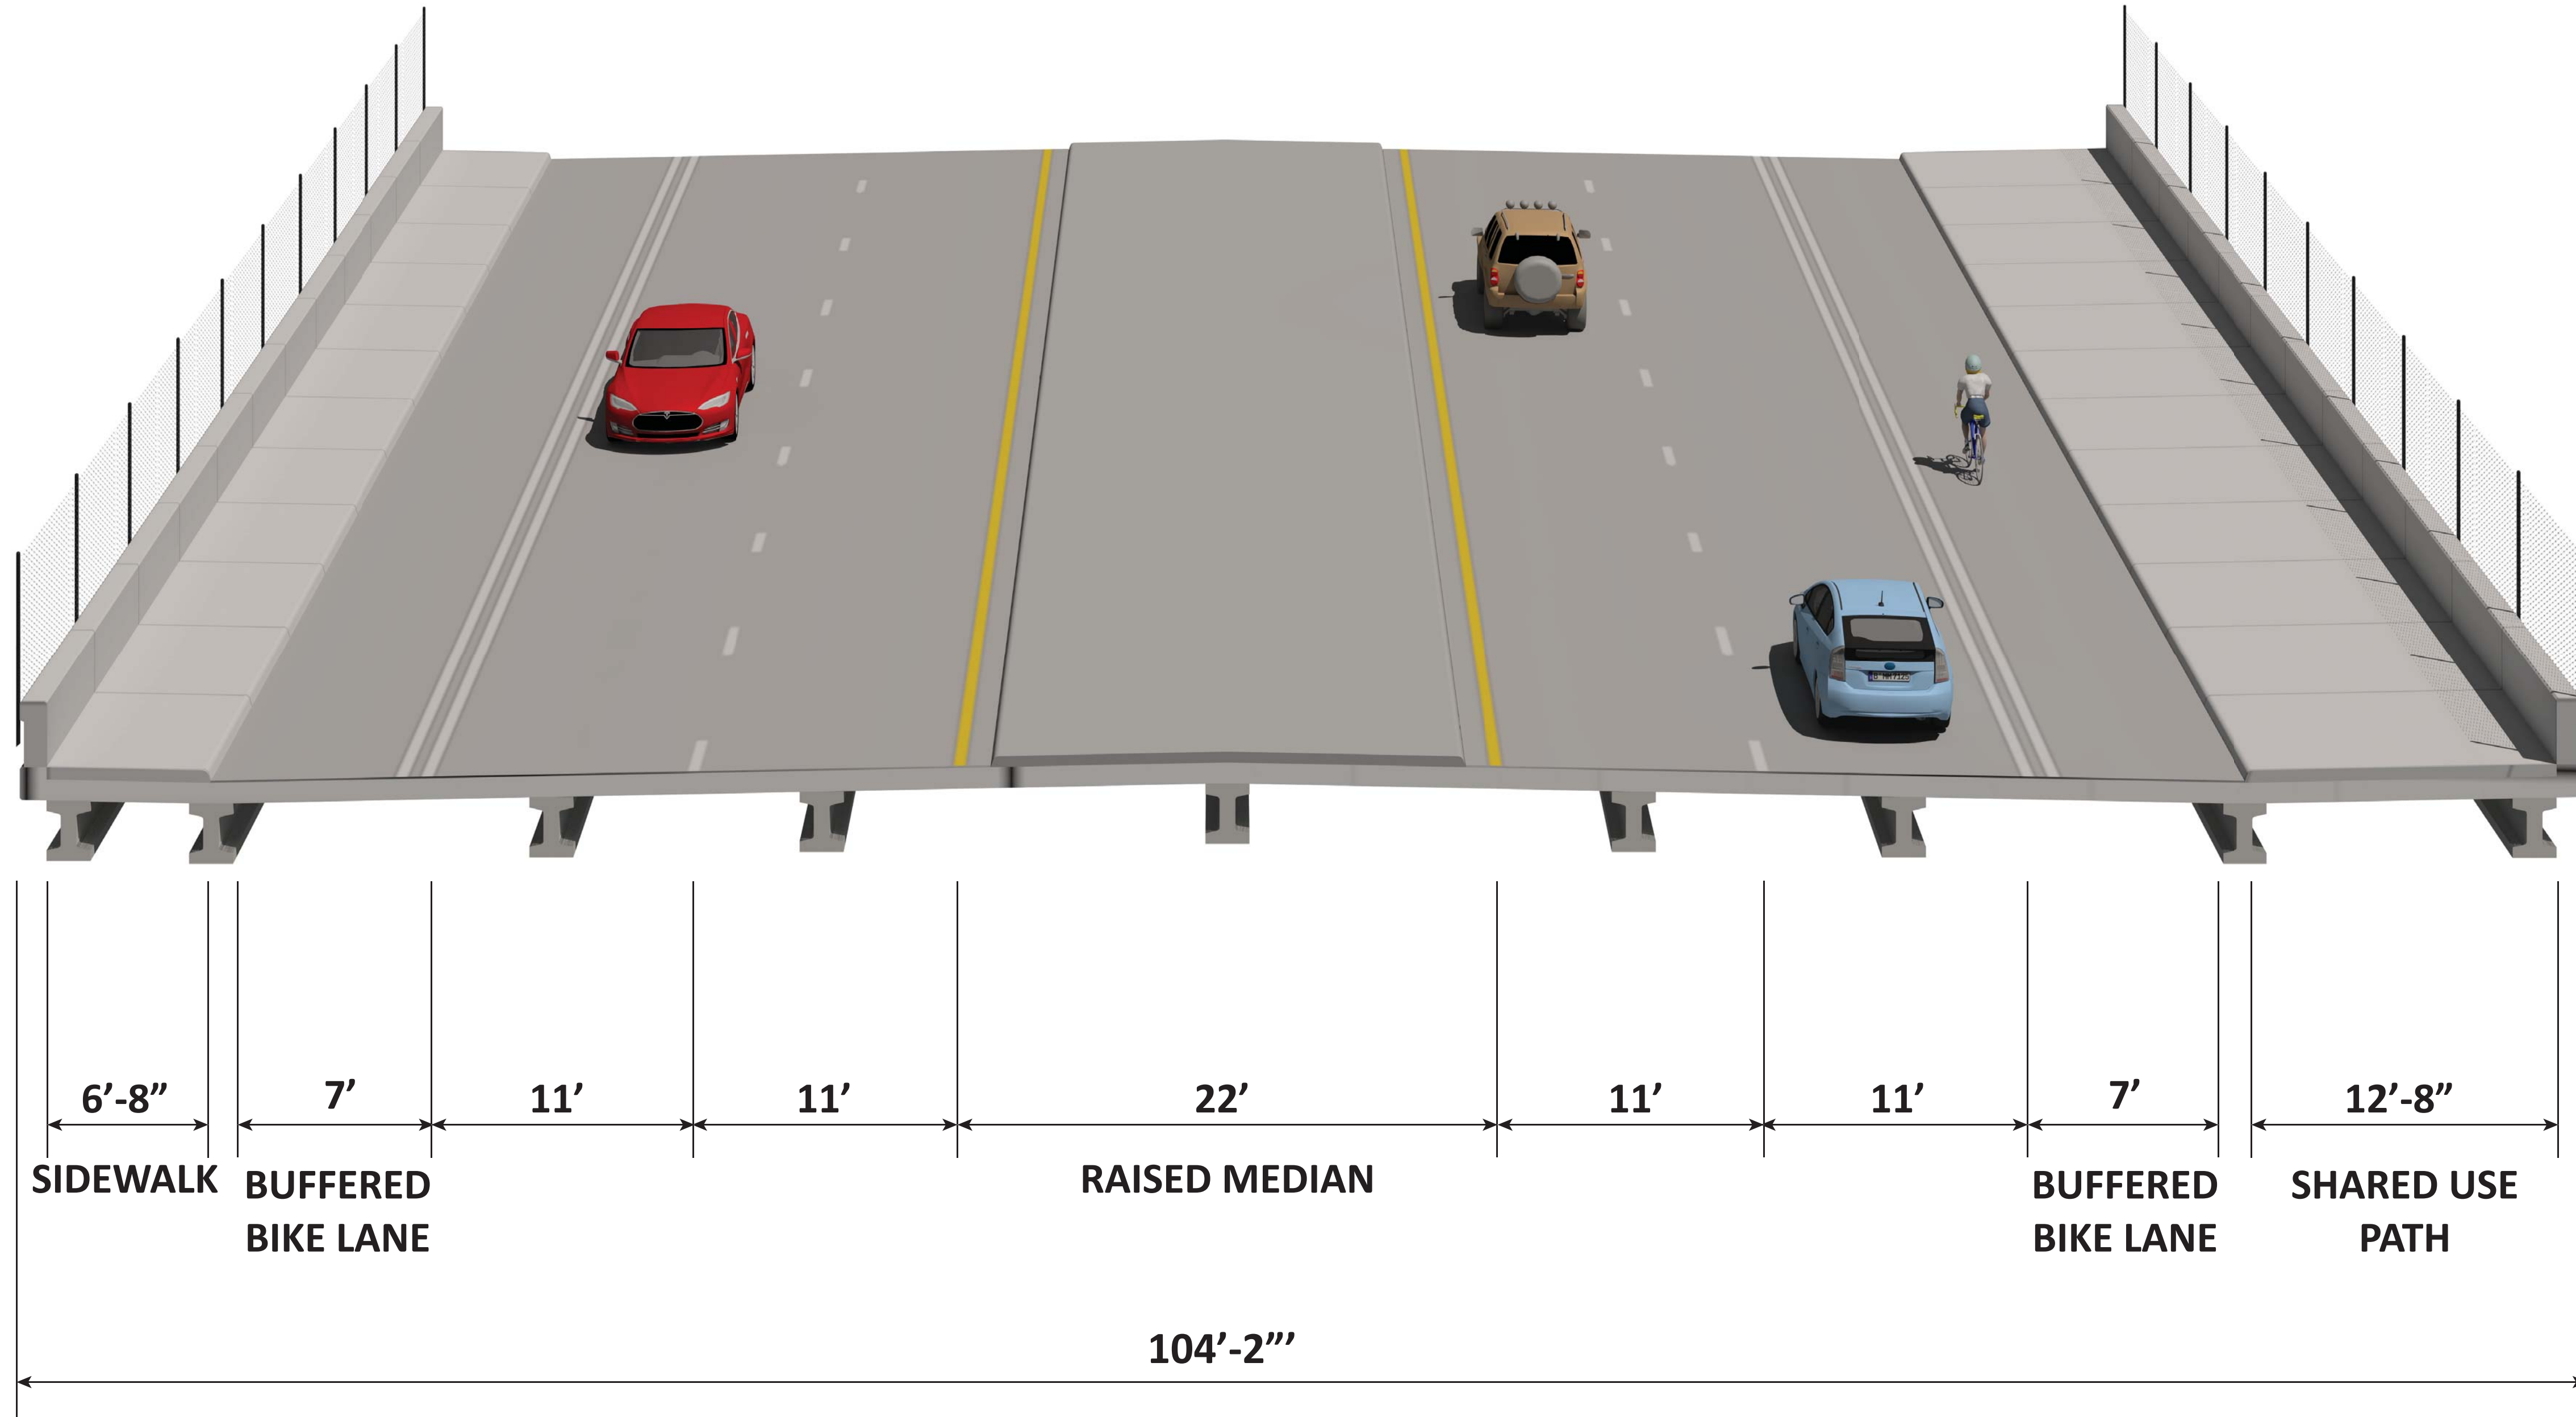 6’-8”
7’
11’
11’
22’
11’
11’
7’
12’-8”
SIDEWALK
BUFFERED
BIKE LANE
RAISED MEDIAN
BUFFERED
BIKE LANE
SHARED USE
PATH
104’-2”’